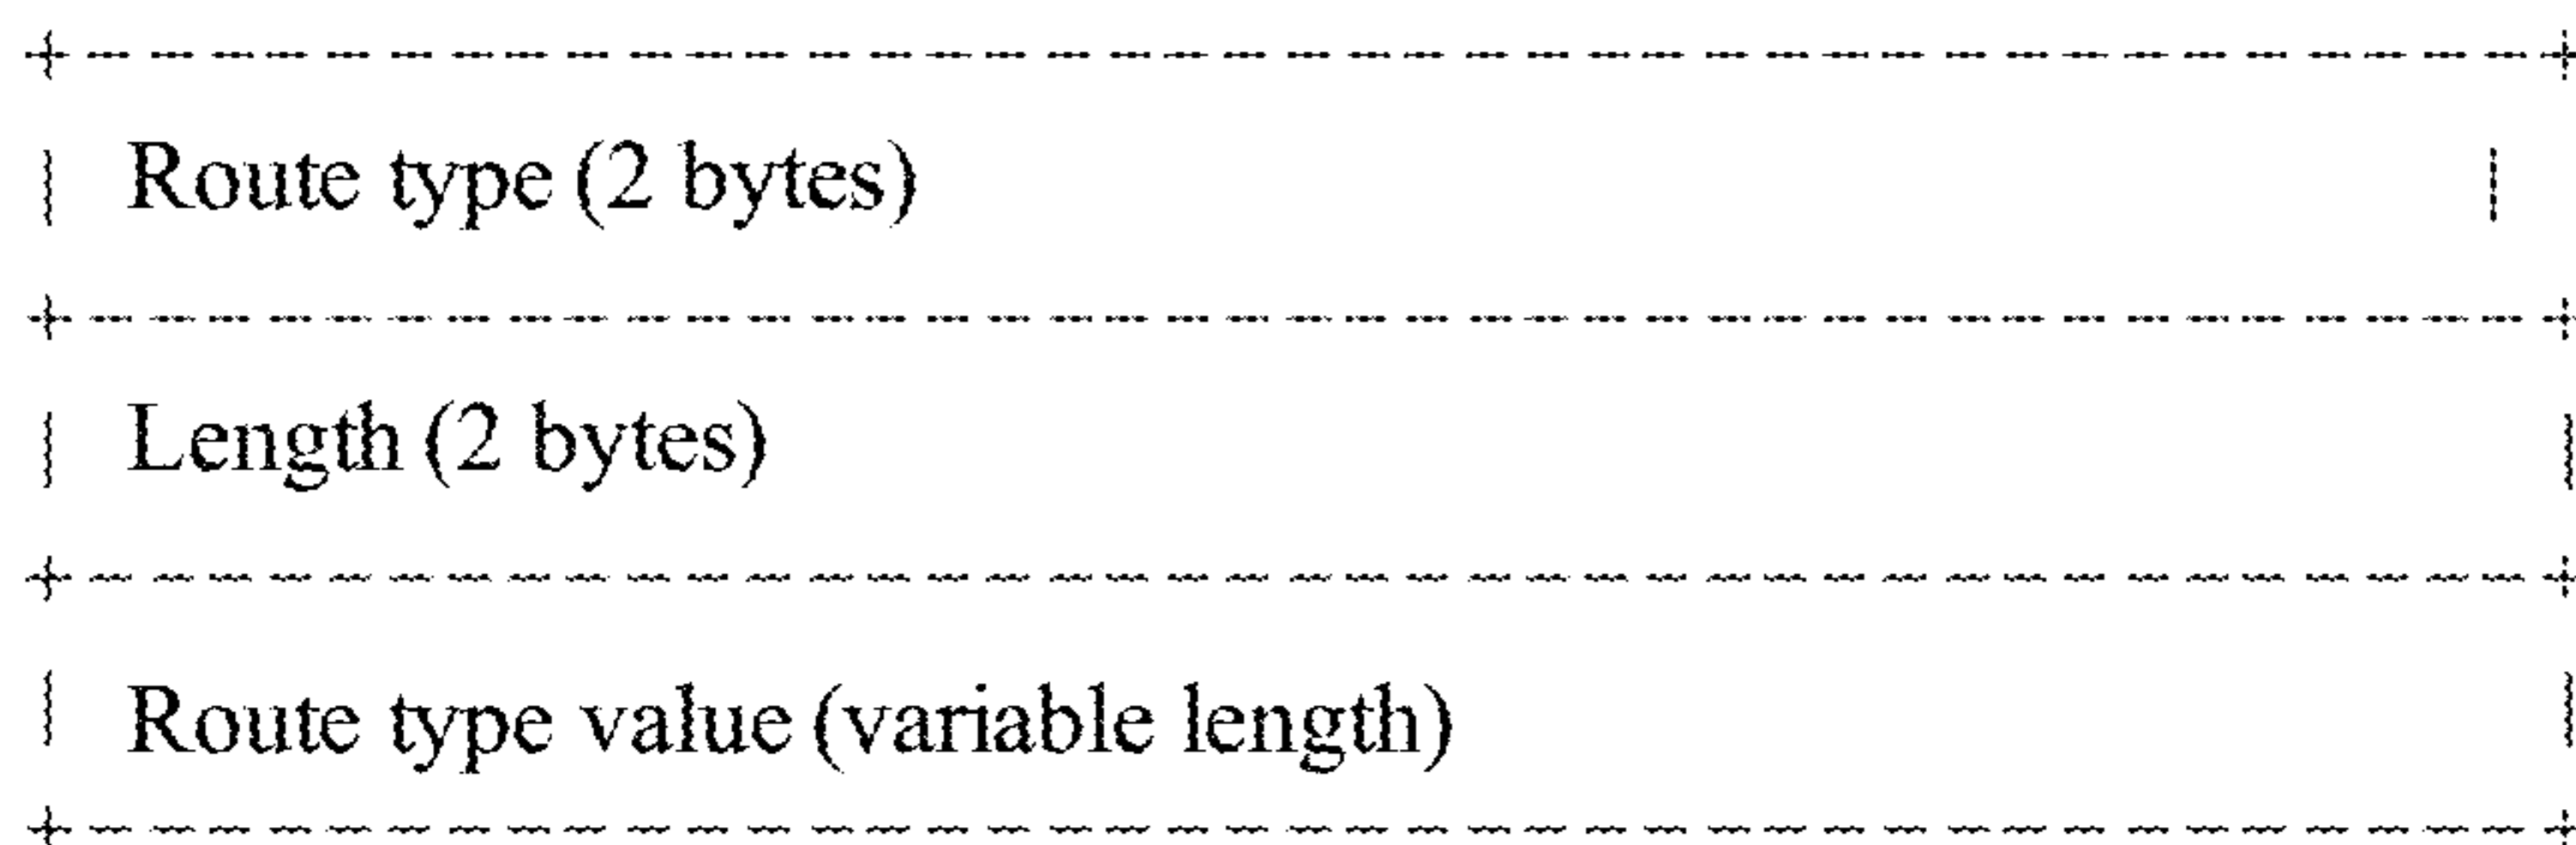 + - - - - - - - - - - - - - - - - - - - - - - - - - - - - - - - - - - - - - - - - - +
| Route type (2 bytes) |
+ - - - - - - - - - - - - - - - - - - - - - - - - - - - - - - - - - - - - - - - - - +
| Length (2 bytes) |
+ - - - - - - - - - - - - - - - - - - - - - - - - - - - - - - - - - - - - - - - - - +
| Route type value (variable length) |
+ - - - - - - - - - - - - - - - - - - - - - - - - - - - - - - - - - - - - - - - - - +